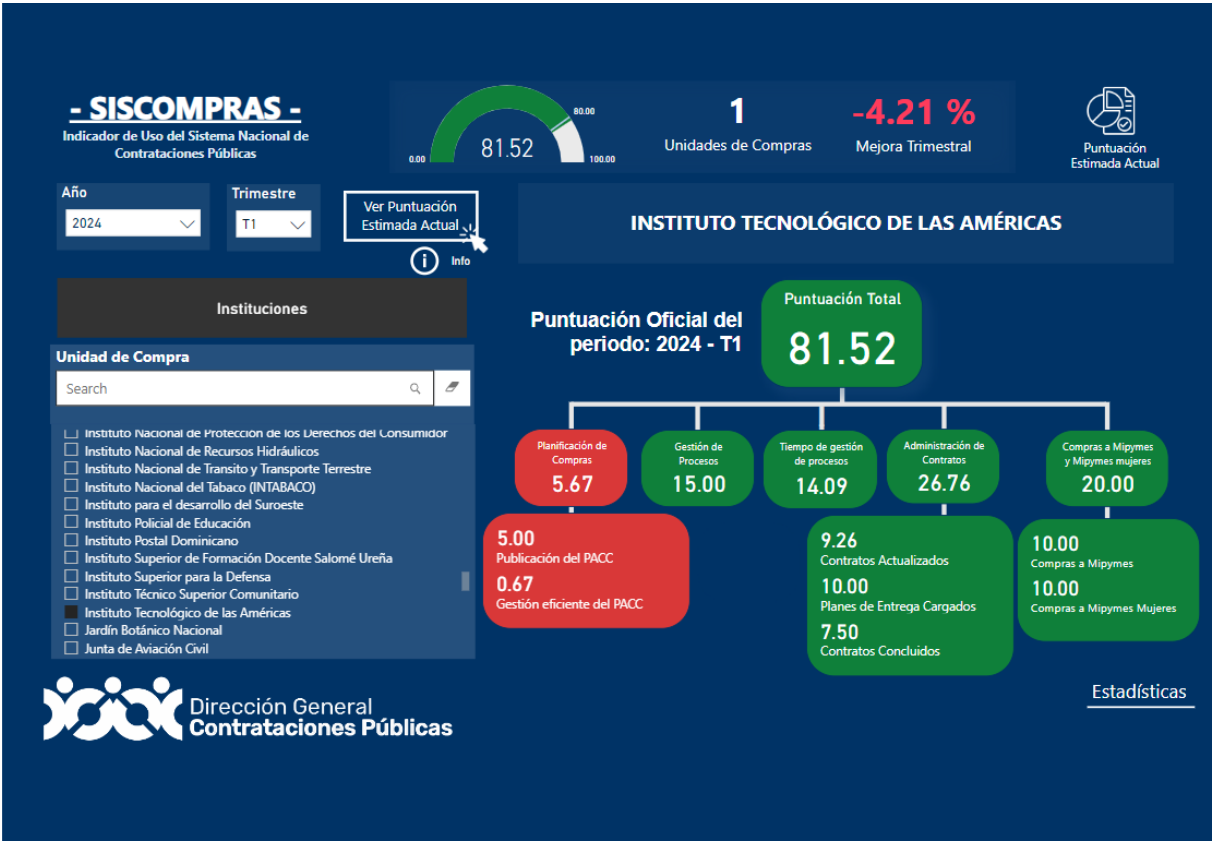 - SISCOMPRAS -
Indicador de Uso del Sistema Nacional de
Contrataciones Públicas
0.00
81.52
80.00
100.00
1
Unidades de Compras
-4.21 %
Mejora Trimestral
Puntuación
Estimada Actual
Año
2024
Trimestre
T1
Ver Puntuación
Estimada Actual
Info
INSTITUTO TECNOLÓGICO DE LAS AMÉRICAS
Instituciones
Unidad de Compra
Search
Instituto Nacional de Protección de los Derechos del Consumidor
Instituto Nacional de Recursos Hidráulicos
Instituto Nacional de Transito y Transporte Terrestre
Instituto Nacional del Tabaco (INTABACO)
Instituto para el desarrollo del Suroeste
Instituto Policial de Educación
Instituto Postal Dominicano
Instituto Superior de Formación Docente Salomé Ureña
Instituto Superior para la Defensa
Instituto Técnico Superior Comunitario
Instituto Tecnológico de las Américas
Jardín Botánico Nacional
Junta de Aviación Civil
Puntuación Oficial del
periodo: 2024 - T1
Puntuación Total
81.52
Planificación de
Compras
5.67
Gestión de
Procesos
15.00
Tiempo de gestión
de procesos
14.09
Administración de
Contratos
26.76
Compras a Mipymes
y Mipymes mujeres
20.00
5.00
Publicación del PACC
0.67
Gestión eficiente del PACC
9.26
Contratos Actualizados
10.00
Planes de Entrega Cargados
7.50
Contratos Concluidos
10.00
Compras a Mipymes
10.00
Compras a Mipymes Mujeres
Dirección General
Contrataciones Públicas
Estadísticas